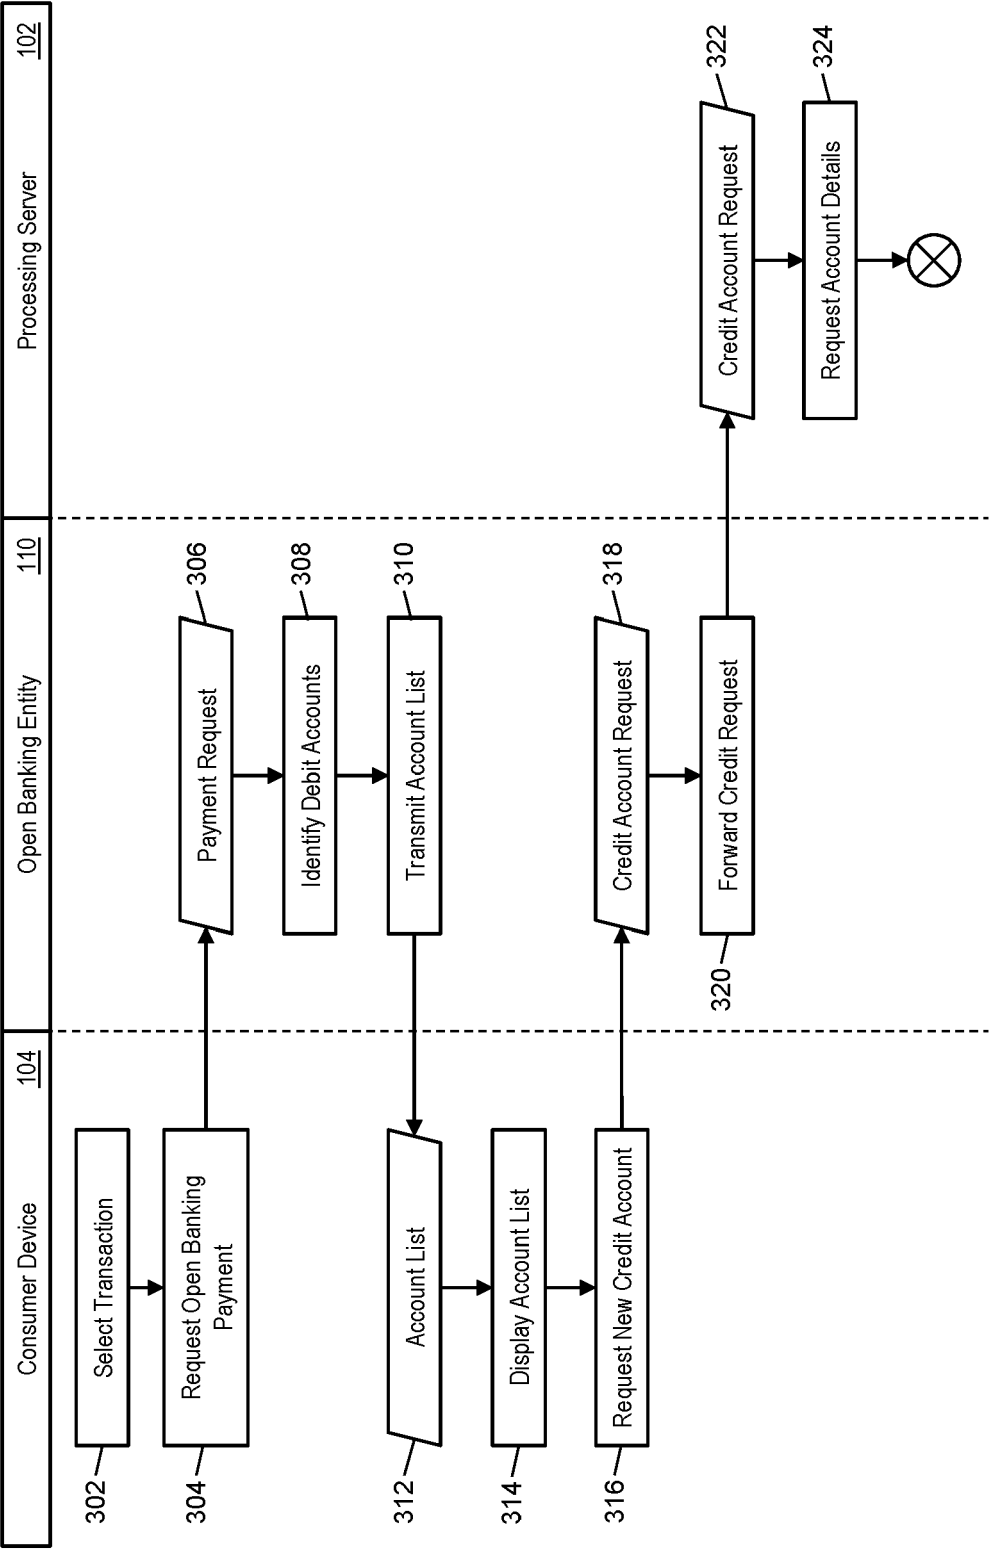 Consumer Device 104
Open Banking Entity 110
Processing Server 102
302
Select Transaction
304
Request Open Banking
Payment
Payment Request
306
Identify Debit Accounts
308
Transmit Account List
310
312
Account List
314
Display Account List
316
Request New Credit Account
Credit Account Request
318
320
Forward Credit Request
Credit Account Request
322
Request Account Details
324